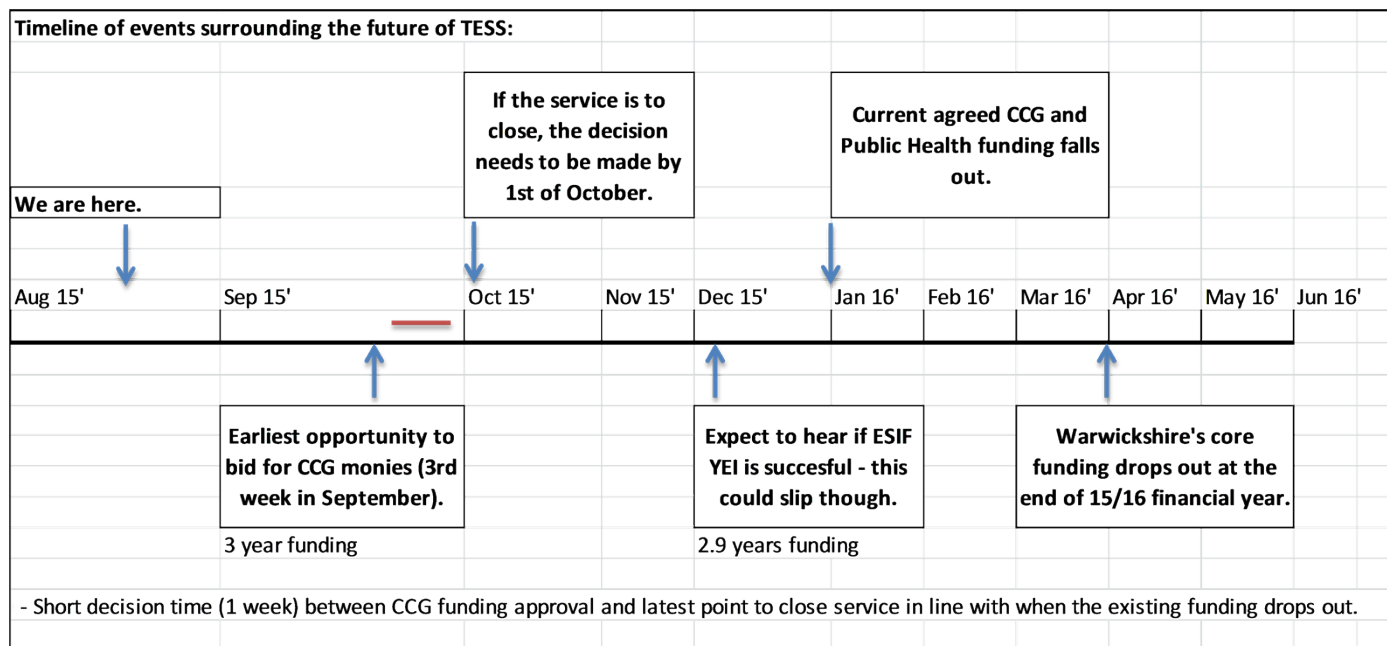 Timeline of events surrounding the future of TESS:
If the service is to
close, the decision
needs to be made by
1st of October.
Current agreed CCG and
Public Health funding falls
out.
We are here.
Aug 15' Sep 15' Oct 15' Nov 15' Dec 15' Jan 16' Feb 16' Mar 16' Apr 16' May 16' Jun 16'
Earliest opportunity to
bid for CCG monies (3rd
week in September).
Expect to hear if ESIF
YEI is succesful - this
could slip though.
Warwickshire's core
funding drops out at the
end of 15/16 financial year.
3 year funding
2.9 years funding
- Short decision time (1 week) between CCG funding approval and latest point to close service in line with when the existing funding drops out.